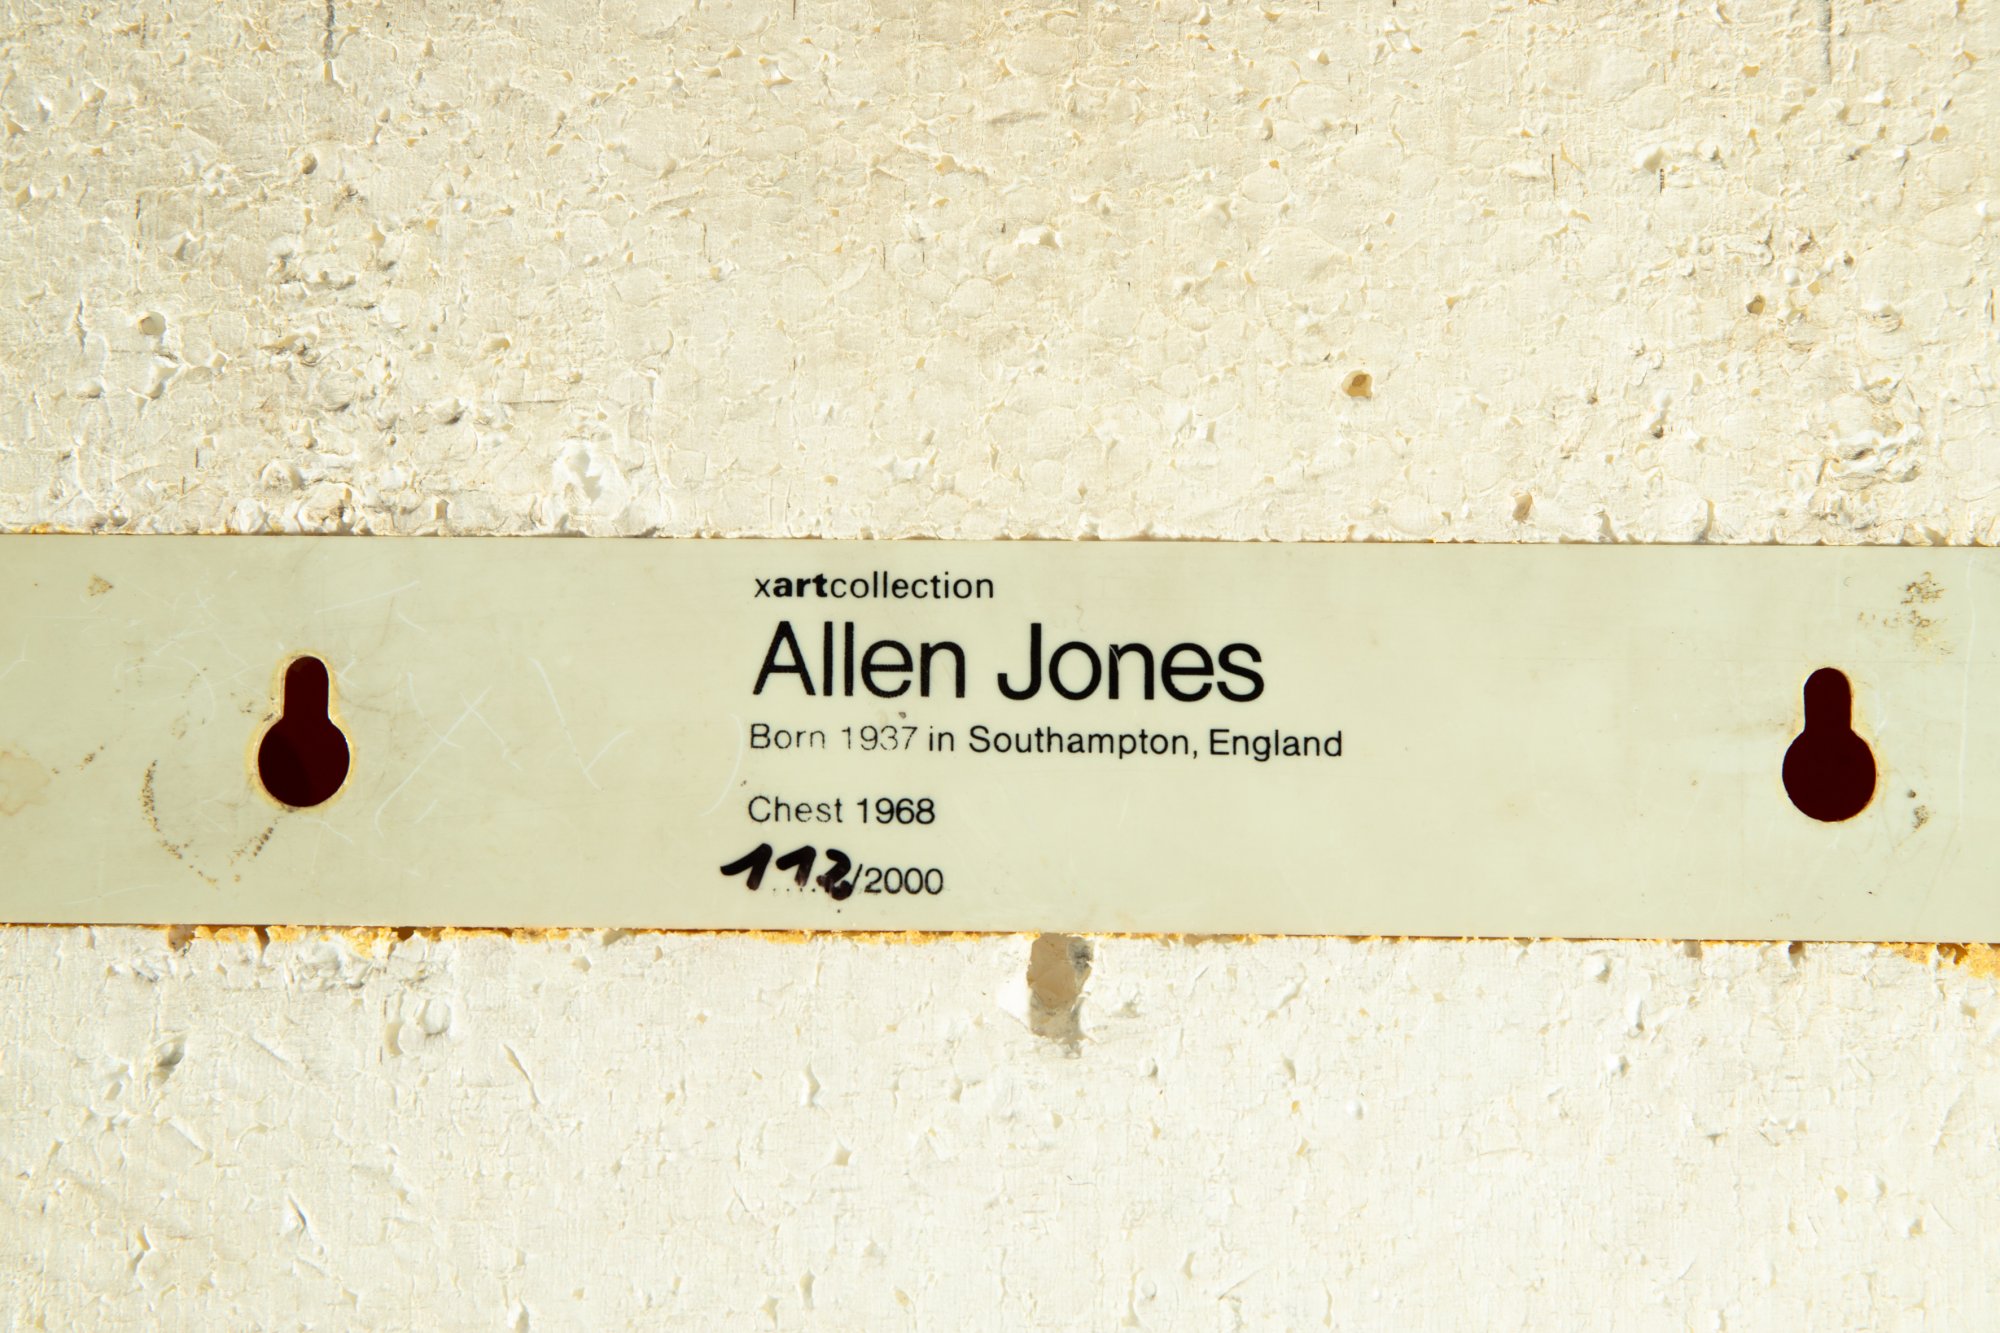 xartcollection
Allen Jones
Born 1937 in Southampton, England
Chest 1968
112/2000